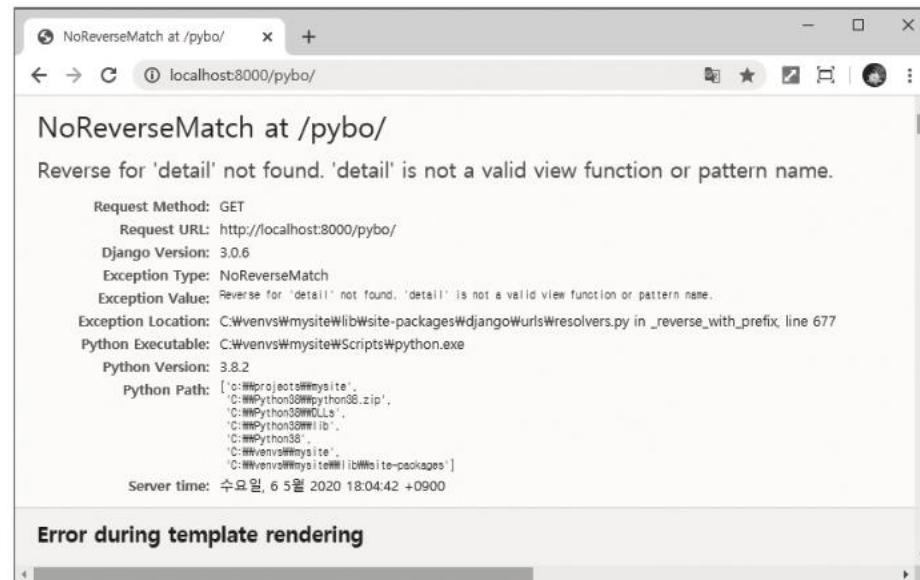 NoReverseMatch at /pybo/
localhost:8000/pybo/
NoReverseMatch at /pybo/
Reverse for 'detail' not found. 'detail' is not a valid view function or pattern name.
Request Method: GET
Request URL: http://localhost:8000/pybo/
Django Version: 3.0.6
Exception Type: NoReverseMatch
Exception Value: Reverse for 'detail' not found. 'detail' is not a valid view function or pattern name.
Exception Location: C:₩venvs₩mysite₩lib₩site-packages₩django₩urls₩resolvers.py in _reverse_with_prefix, line 677
Python Executable: C:₩venvs₩mysite₩Scripts₩python.exe
Python Version: 3.8.2
Python Path: ['c:₩₩projects₩₩mysite',
'C:₩₩Python38₩₩python38.zip',
'C:₩₩Python38₩₩DLLs',
'C:₩₩Python38₩₩lib',
'C:₩₩Python38',
'C:₩₩venvs₩₩mysite',
'C:₩₩venvs₩₩mysite₩₩lib₩₩site-packages']
Server time: 수요일, 6 5월 2020 18:04:42 +0900
Error during template rendering